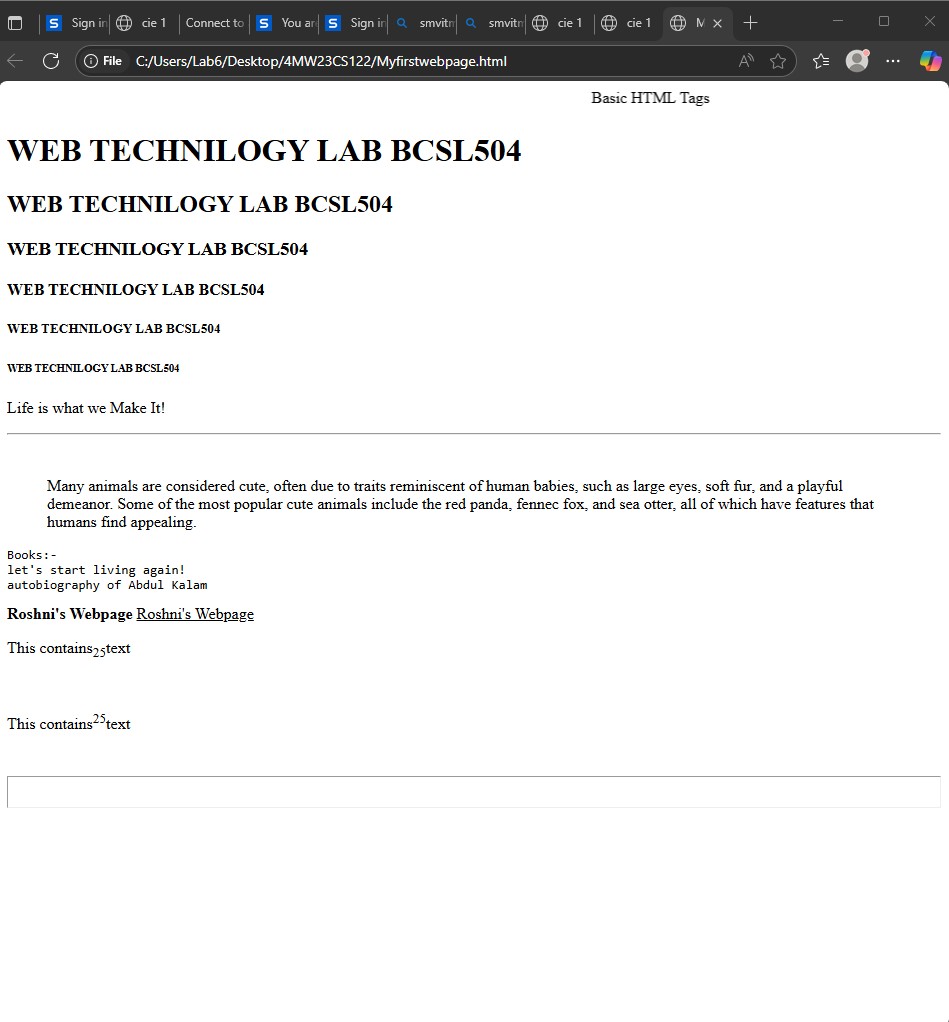 Sign in
cie 1
Connect to
You ar
Sign in
smvitm
smvitm
cie 1
cie 1
M
File C:/Users/Lab6/Desktop/4MW23CS122/Myfirstwebpage.html
Basic HTML Tags
WEB TECHNILOGY LAB BCSL504
WEB TECHNILOGY LAB BCSL504
WEB TECHNILOGY LAB BCSL504
WEB TECHNILOGY LAB BCSL504
WEB TECHNILOGY LAB BCSL504
WEB TECHNILOGY LAB BCSL504
Life is what we Make It!
Many animals are considered cute, often due to traits reminiscent of human babies, such as large eyes, soft fur, and a playful
demeanor. Some of the most popular cute animals include the red panda, fennec fox, and sea otter, all of which have features that
humans find appealing.
Books:-
let's start living again!
autobiography of Abdul Kalam
Roshni's Webpage Roshni's Webpage
This contains25text
This contains25text